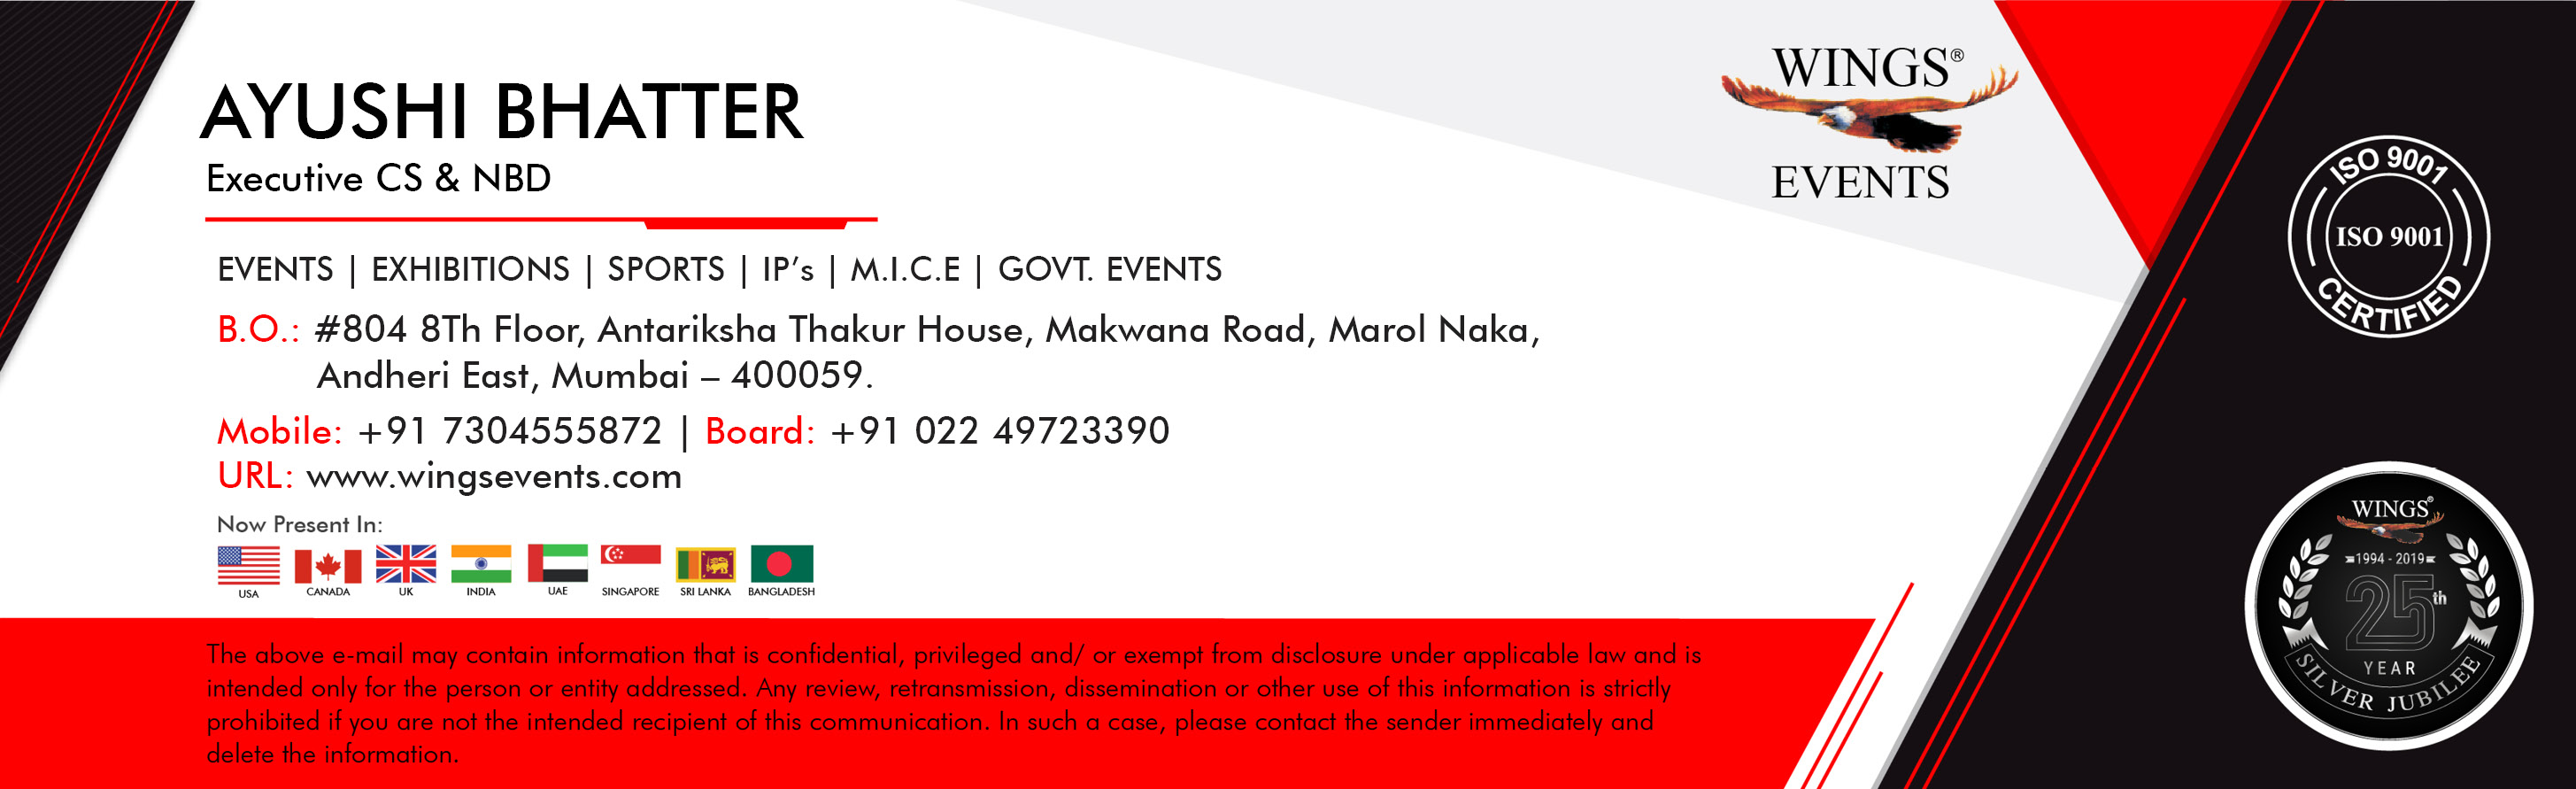 AYUSHI BHATTER
Executive CS & NBD
WINGS®
EVENTS
EVENTS | EXHIBITIONS | SPORTS | IP’s | M.I.C.E | GOVT. EVENTS
B.O.: #804 8Th Floor, Antariksha Thakur House, Makwana Road, Marol Naka,
Andheri East, Mumbai – 400059.
Mobile: +91 7304555872 | Board: +91 022 49723390
URL: www.wingsevents.com
Now Present In:
USA CANADA UK INDIA UAE SINGAPORE SRI LANKA BANGLADESH
The above e-mail may contain information that is confidential, privileged and/ or exempt from disclosure under applicable law and is
intended only for the person or entity addressed. Any review, retransmission, dissemination or other use of this information is strictly
prohibited if you are not the intended recipient of this communication. In such a case, please contact the sender immediately and
delete the information.
ISO 9001
ISO 9001
CERTIFIED
WINGS®
1994 - 2019
25th
YEAR
SILVER JUBILEE